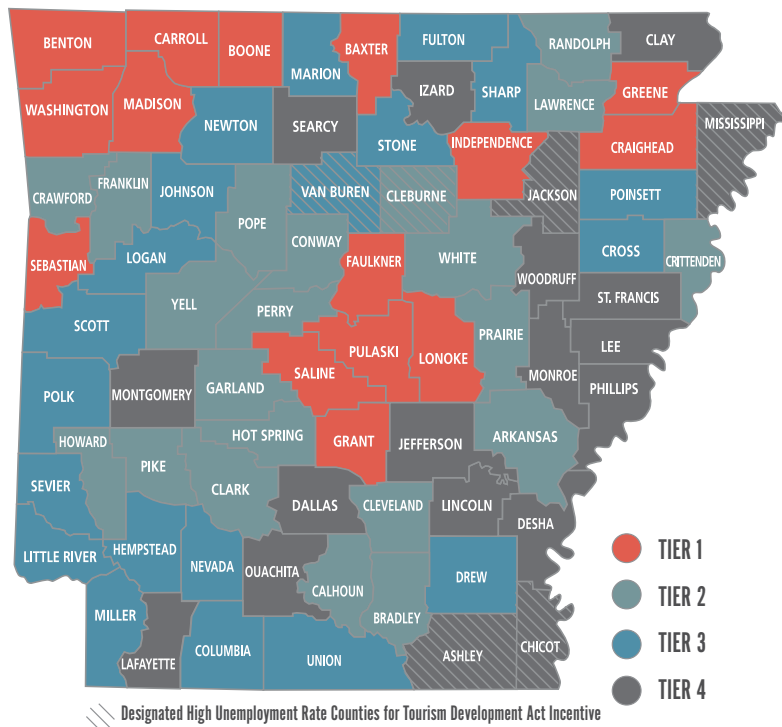 BENTON
CARROLL
BOONE
MARION
BAXTER
FULTON
RANDOLPH
CLAY
IZARD
SHARP
GREENE
LAWRENCE
WASHINGTON
MADISON
NEWTON
SEARCY
STONE
INDEPENDENCE
CRAIGHEAD
MISSISSIPPI
CRAWFORD
FRANKLIN
JOHNSON
VAN BUREN
CLEBURNE
JACKSON
POINSETT
POPE
CONWAY
SEBASTIAN
LOGAN
FAULKNER
WHITE
WOODRUFF
CROSS
CRITTENDEN
ST. FRANCIS
YELL
PERRY
SCOTT
PRAIRIE
PULASKI
LONOKE
LEE
SALINE
MONROE
PHILLIPS
POLK
MONTGOMERY
GARLAND
HOT SPRING
GRANT
JEFFERSON
ARKANSAS
HOWARD
PIKE
SEVIER
CLARK
DALLAS
CLEVELAND
LINCOLN
DESHA
LITTLE RIVER
HEMPSTEAD
NEVADA
OUACHITA
CALHOUN
DREW
BRADLEY
MILLER
LAFAYETTE
COLUMBIA
UNION
ASHLEY
CHICOT
TIER 1
TIER 2
TIER 3
TIER 4
Designated High Unemployment Rate Counties for Tourism Development Act Incentive